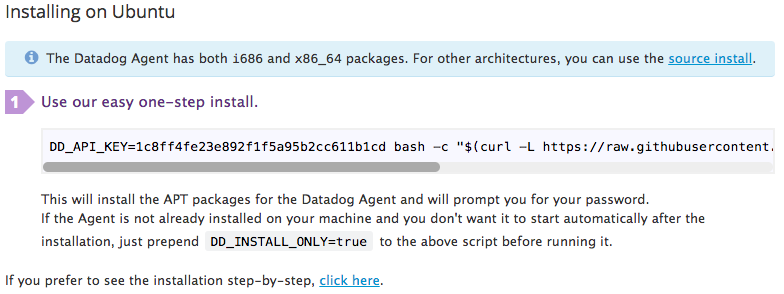 Installing on Ubuntu
The Datadog Agent has both i686 and x86_64 packages. For other architectures, you can use the source install.
1 Use our easy one-step install.
DD_API_KEY=1c8ff4fe23e892f1f5a95b2cc611b1cd bash -c "$(curl -L https://raw.githubusercontent.
This will install the APT packages for the Datadog Agent and will prompt you for your password.
If the Agent is not already installed on your machine and you don't want it to start automatically after the
installation, just prepend DD_INSTALL_ONLY=true to the above script before running it.
If you prefer to see the installation step-by-step, click here.